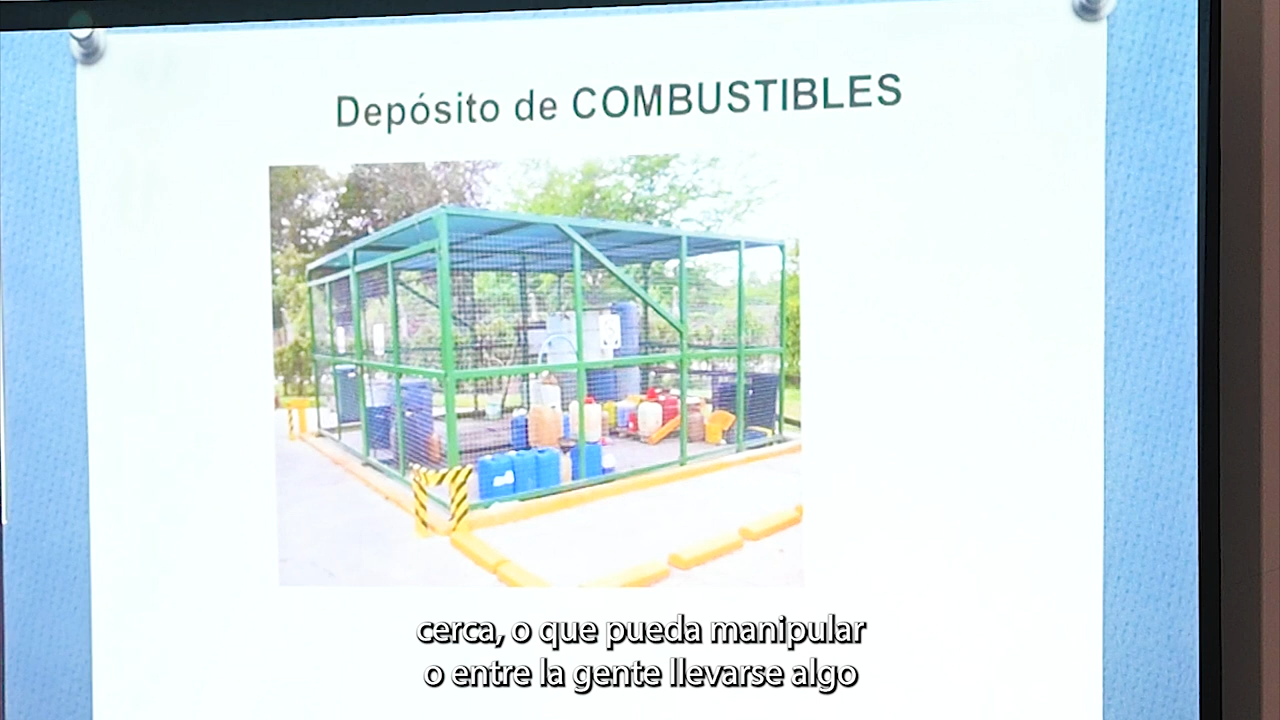 Depósito de COMBUSTIBLES
cerca, o que pueda manipular
o entre la gente llevarse algo